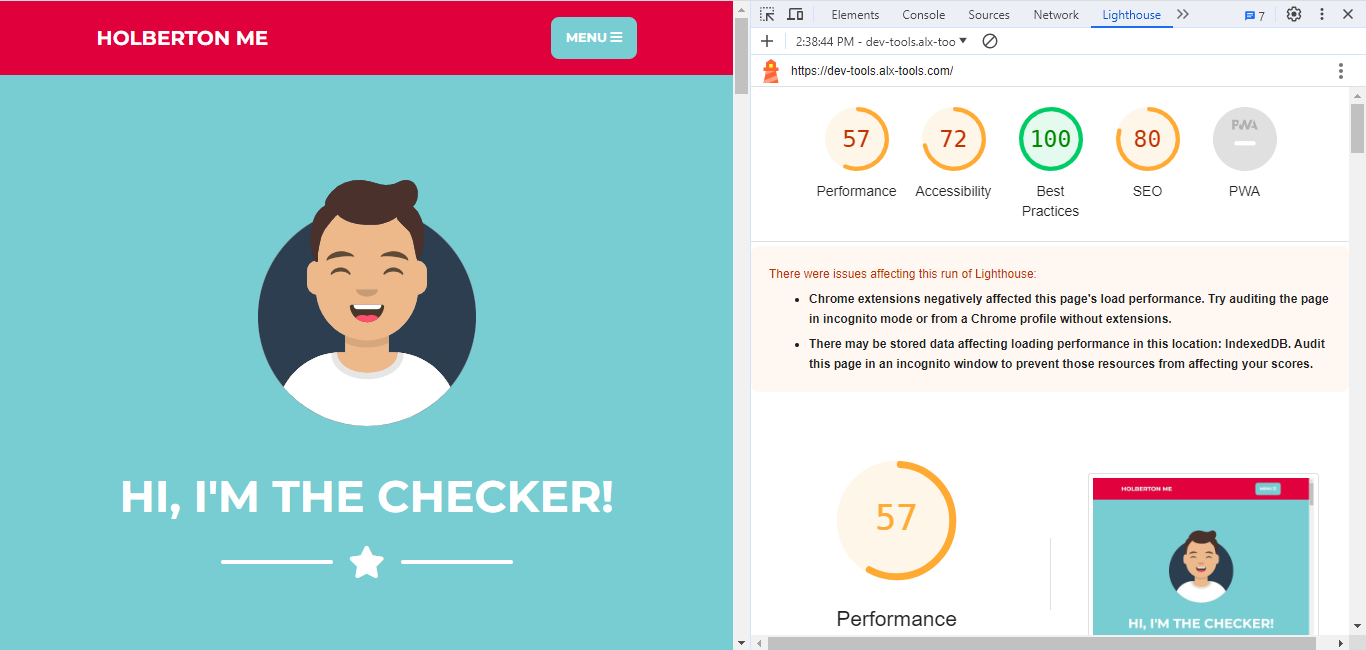 HOLBERTON ME
MENU
HI, I'M THE CHECKER!
Elements Console Sources Network Lighthouse 7
2:38:44 PM - dev-tools.alx-too
https://dev-tools.alx-tools.com/
57 72 100 80 PWA
Performance Accessibility Best Practices SEO PWA
There were issues affecting this run of Lighthouse:
Chrome extensions negatively affected this page's load performance. Try auditing the page
in incognito mode or from a Chrome profile without extensions.
There may be stored data affecting loading performance in this location: IndexedDB. Audit
this page in an incognito window to prevent those resources from affecting your scores.
57
Performance
HOLBERTON ME
MENU
HI, I'M THE CHECKER!